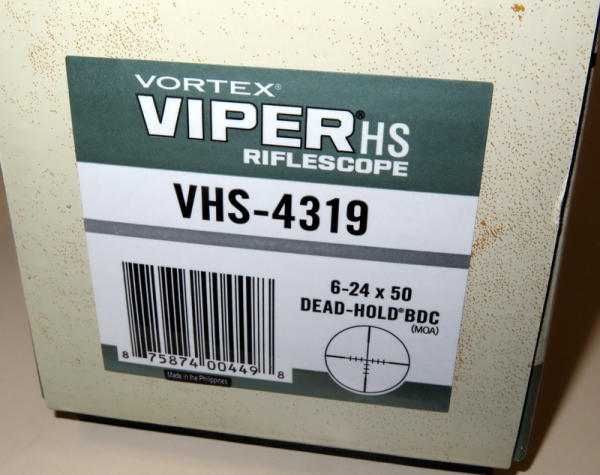 VORTEX®
VIPER® HS
RIFLESCOPE
VHS-4319
6-24 x 50
DEAD-HOLD® BDC
(MOA)
8 75874 00449 8
Made in the Philippines